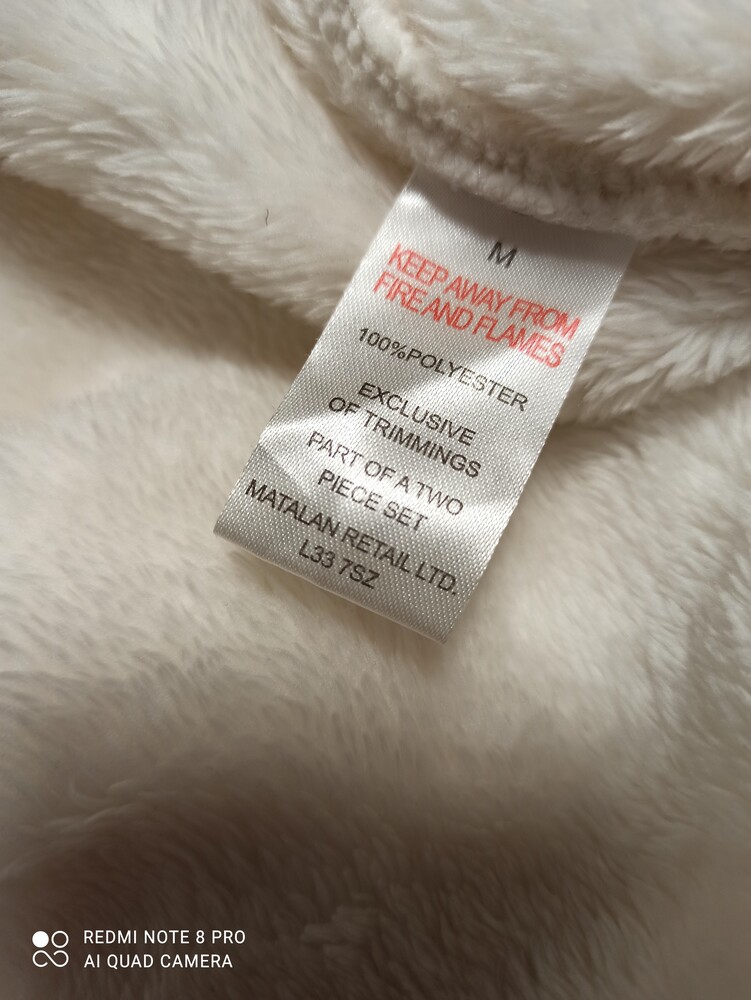 M
KEEP AWAY FROM
FIRE AND FLAMES
100%POLYESTER
EXCLUSIVE
OF TRIMMINGS
PART OF A TWO
PIECE SET
MATALAN RETAIL LTD.
L33 7SZ
REDMI NOTE 8 PRO
AI QUAD CAMERA